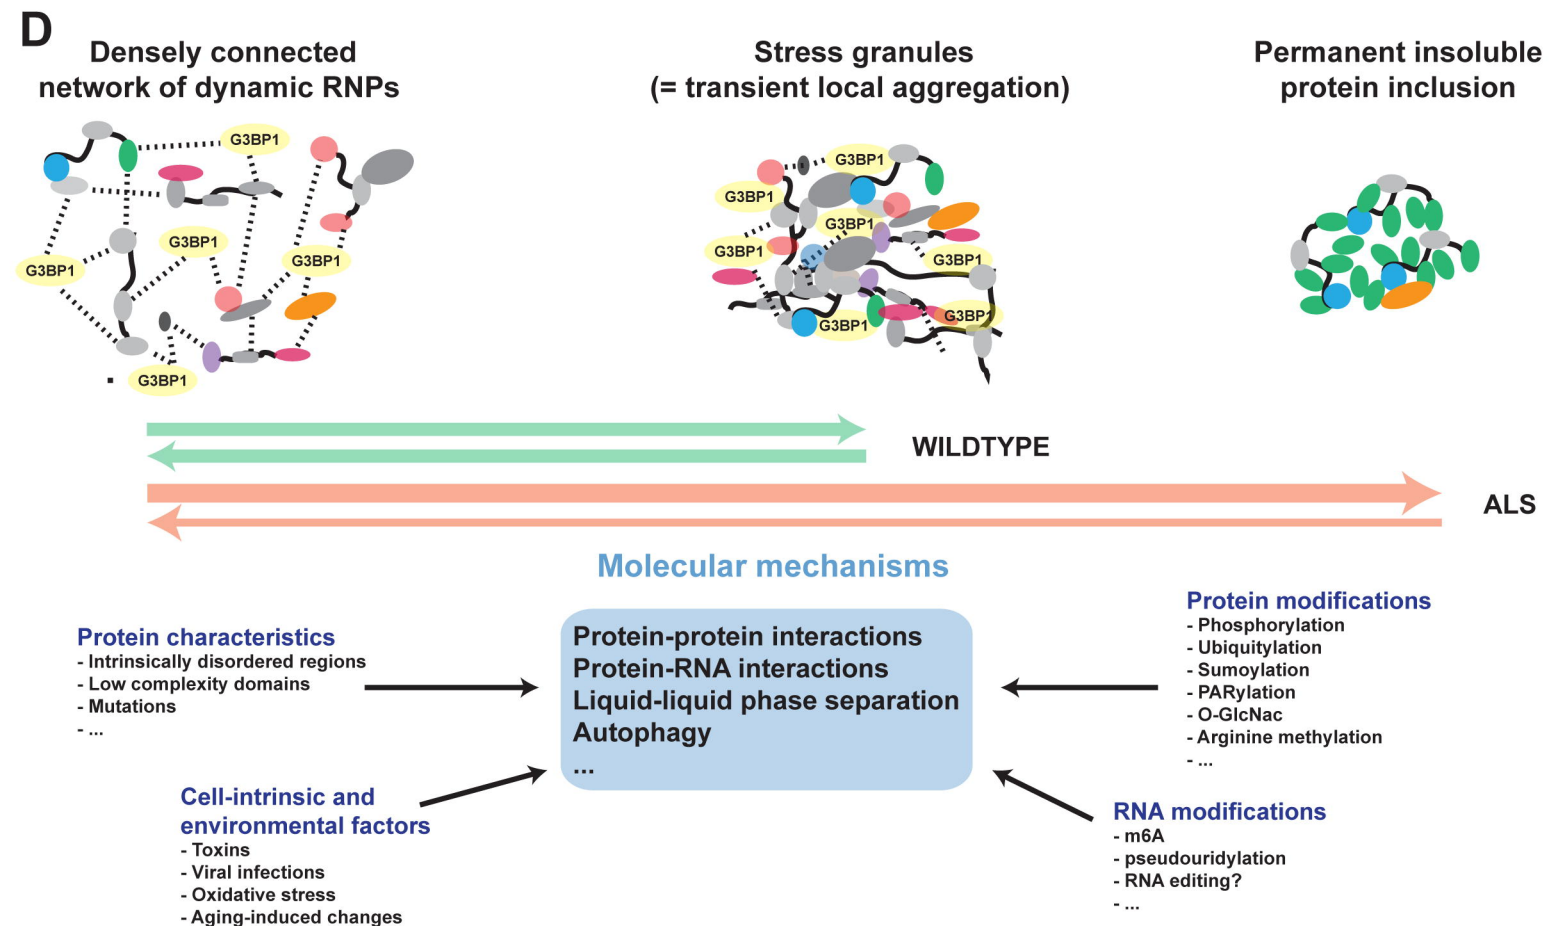 D
Densely connected
network of dynamic RNPs
Stress granules
(= transient local aggregation)
Permanent insoluble
protein inclusion
G3BP1
G3BP1
G3BP1
G3BP1
G3BP1
G3BP1
G3BP1
G3BP1
G3BP1
G3BP1
G3BP1
G3BP1
WILDTYPE
ALS
Molecular mechanisms
Protein-protein interactions
Protein-RNA interactions
Liquid-liquid phase separation
Autophagy
...
Protein characteristics
- Intrinsically disordered regions
- Low complexity domains
- Mutations
- ...
Cell-intrinsic and
environmental factors
- Toxins
- Viral infections
- Oxidative stress
- Aging-induced changes
Protein modifications
- Phosphorylation
- Ubiquitylation
- Sumoylation
- PARylation
- O-GlcNac
- Arginine methylation
- ...
RNA modifications
- m6A
- pseudouridylation
- RNA editing?
- ...